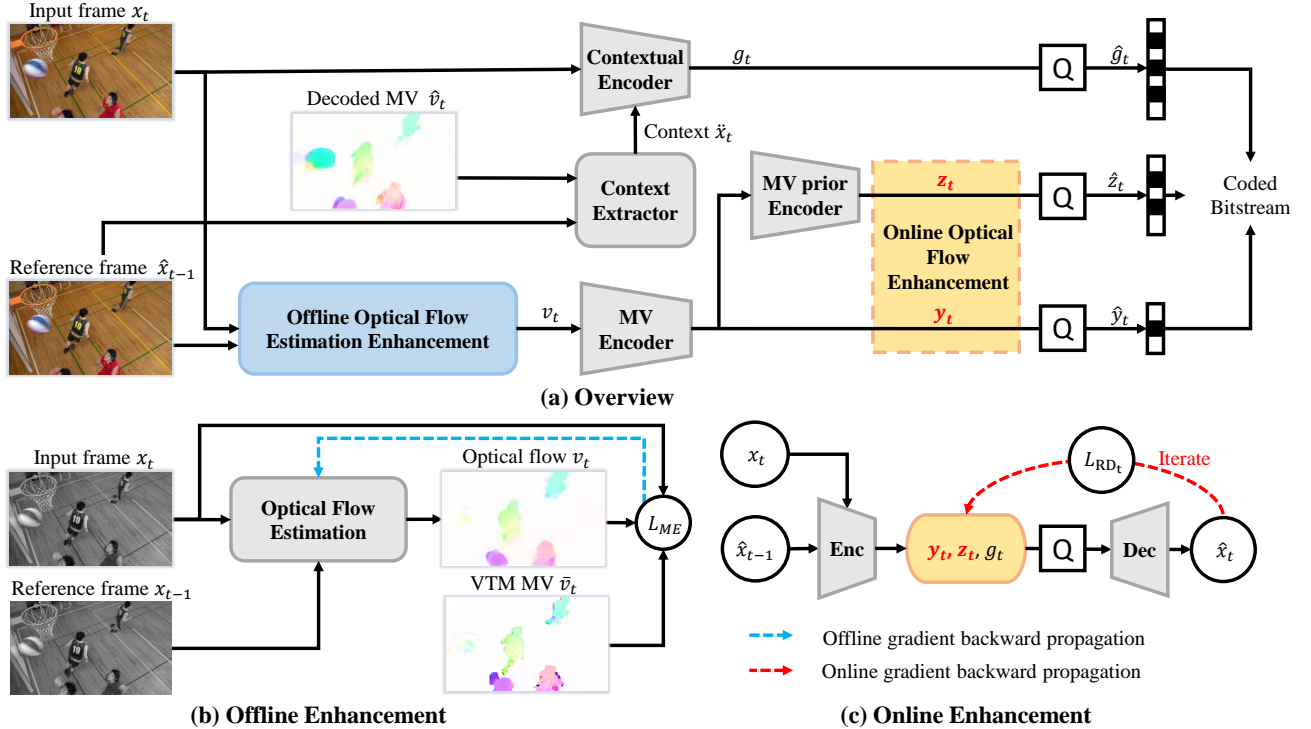 Input frame x_t
Contextual Encoder
g_t
Q
ĝ_t
Decoded MV v̂_t
Context ẍ_t
Context Extractor
MV prior Encoder
z_t
Q
ẑ_t
Coded Bitstream
Online Optical Flow Enhancement
Reference frame x̂_{t-1}
Offline Optical Flow Estimation Enhancement
v_t
MV Encoder
y_t
Q
ŷ_t
(a) Overview
Input frame x_t
Optical Flow Estimation
Optical flow v_t
L_{ME}
Reference frame x_{t-1}
VTM MV v̄_t
(b) Offline Enhancement
x_t
L_{RD_t}
Iterate
x̂_{t-1}
Enc
y_t, z_t, g_t
Q
Dec
x̂_t
Offline gradient backward propagation
Online gradient backward propagation
(c) Online Enhancement